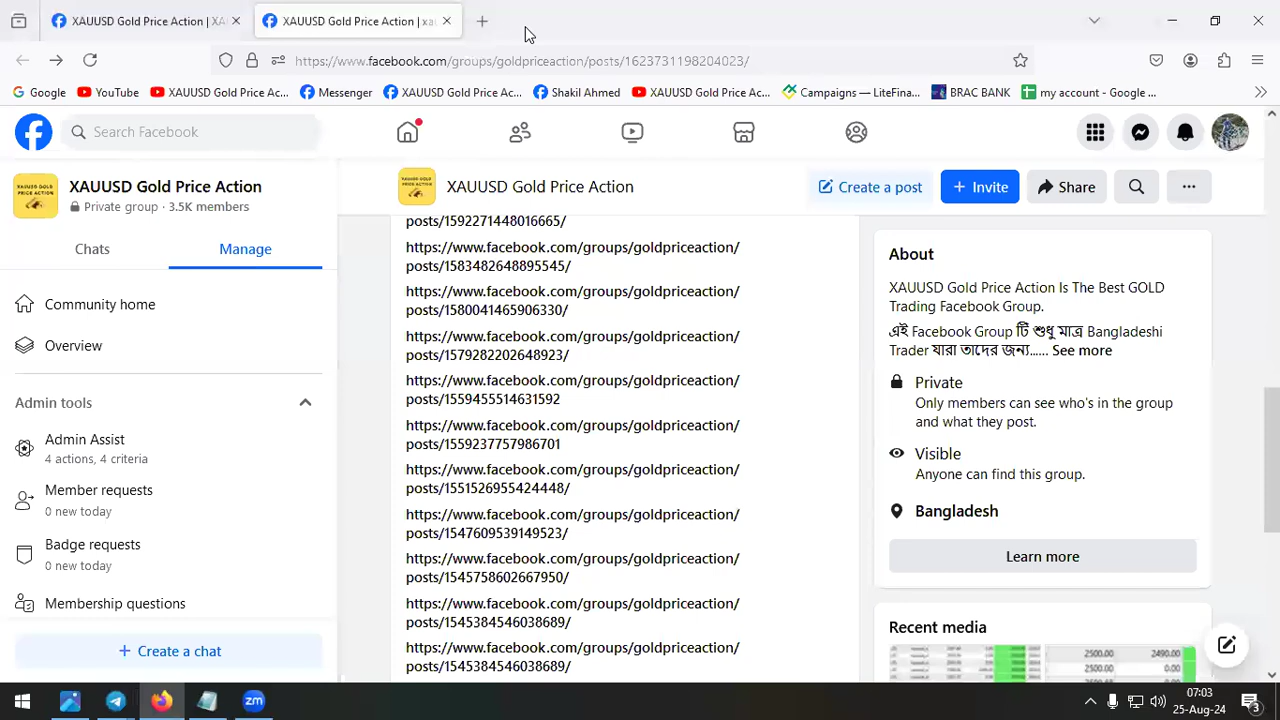 XAUUSD Gold Price Action | XA
XAUUSD Gold Price Action | xau
https://www.facebook.com/groups/goldpriceaction/posts/1623731198204023/
Google
YouTube
XAUUSD Gold Price Ac...
Messenger
XAUUSD Gold Price Ac...
Shakil Ahmed
XAUUSD Gold Price Ac...
Campaigns — LiteFina...
BRAC BANK
my account - Google ...
Search Facebook
XAUUSD Gold Price Action
Private group · 3.5K members
Chats
Manage
Community home
Overview
Admin tools
Admin Assist
4 actions, 4 criteria
Member requests
0 new today
Badge requests
0 new today
Membership questions
+ Create a chat
XAUUSD Gold Price Action
Create a post
+ Invite
Share
posts/1592271448016665/
https://www.facebook.com/groups/goldpriceaction/
posts/1583482648895545/
https://www.facebook.com/groups/goldpriceaction/
posts/1580041465906330/
https://www.facebook.com/groups/goldpriceaction/
posts/1579282202648923/
https://www.facebook.com/groups/goldpriceaction/
posts/1559455514631592
https://www.facebook.com/groups/goldpriceaction/
posts/1559237757986701
https://www.facebook.com/groups/goldpriceaction/
posts/1551526955424448/
https://www.facebook.com/groups/goldpriceaction/
posts/1547609539149523/
https://www.facebook.com/groups/goldpriceaction/
posts/1545758602667950/
https://www.facebook.com/groups/goldpriceaction/
posts/1545384546038689/
https://www.facebook.com/groups/goldpriceaction/
posts/1545384546038689/
About
XAUUSD Gold Price Action Is The Best GOLD
Trading Facebook Group.
এই Facebook Group টি শুধু মাত্র Bangladeshi
Trader যারা তাদের জন্য...... See more
Private
Only members can see who's in the group
and what they post.
Visible
Anyone can find this group.
Bangladesh
Learn more
Recent media
2500.00 2490.00
2500.00 0.00
07:03
25-Aug-24
3